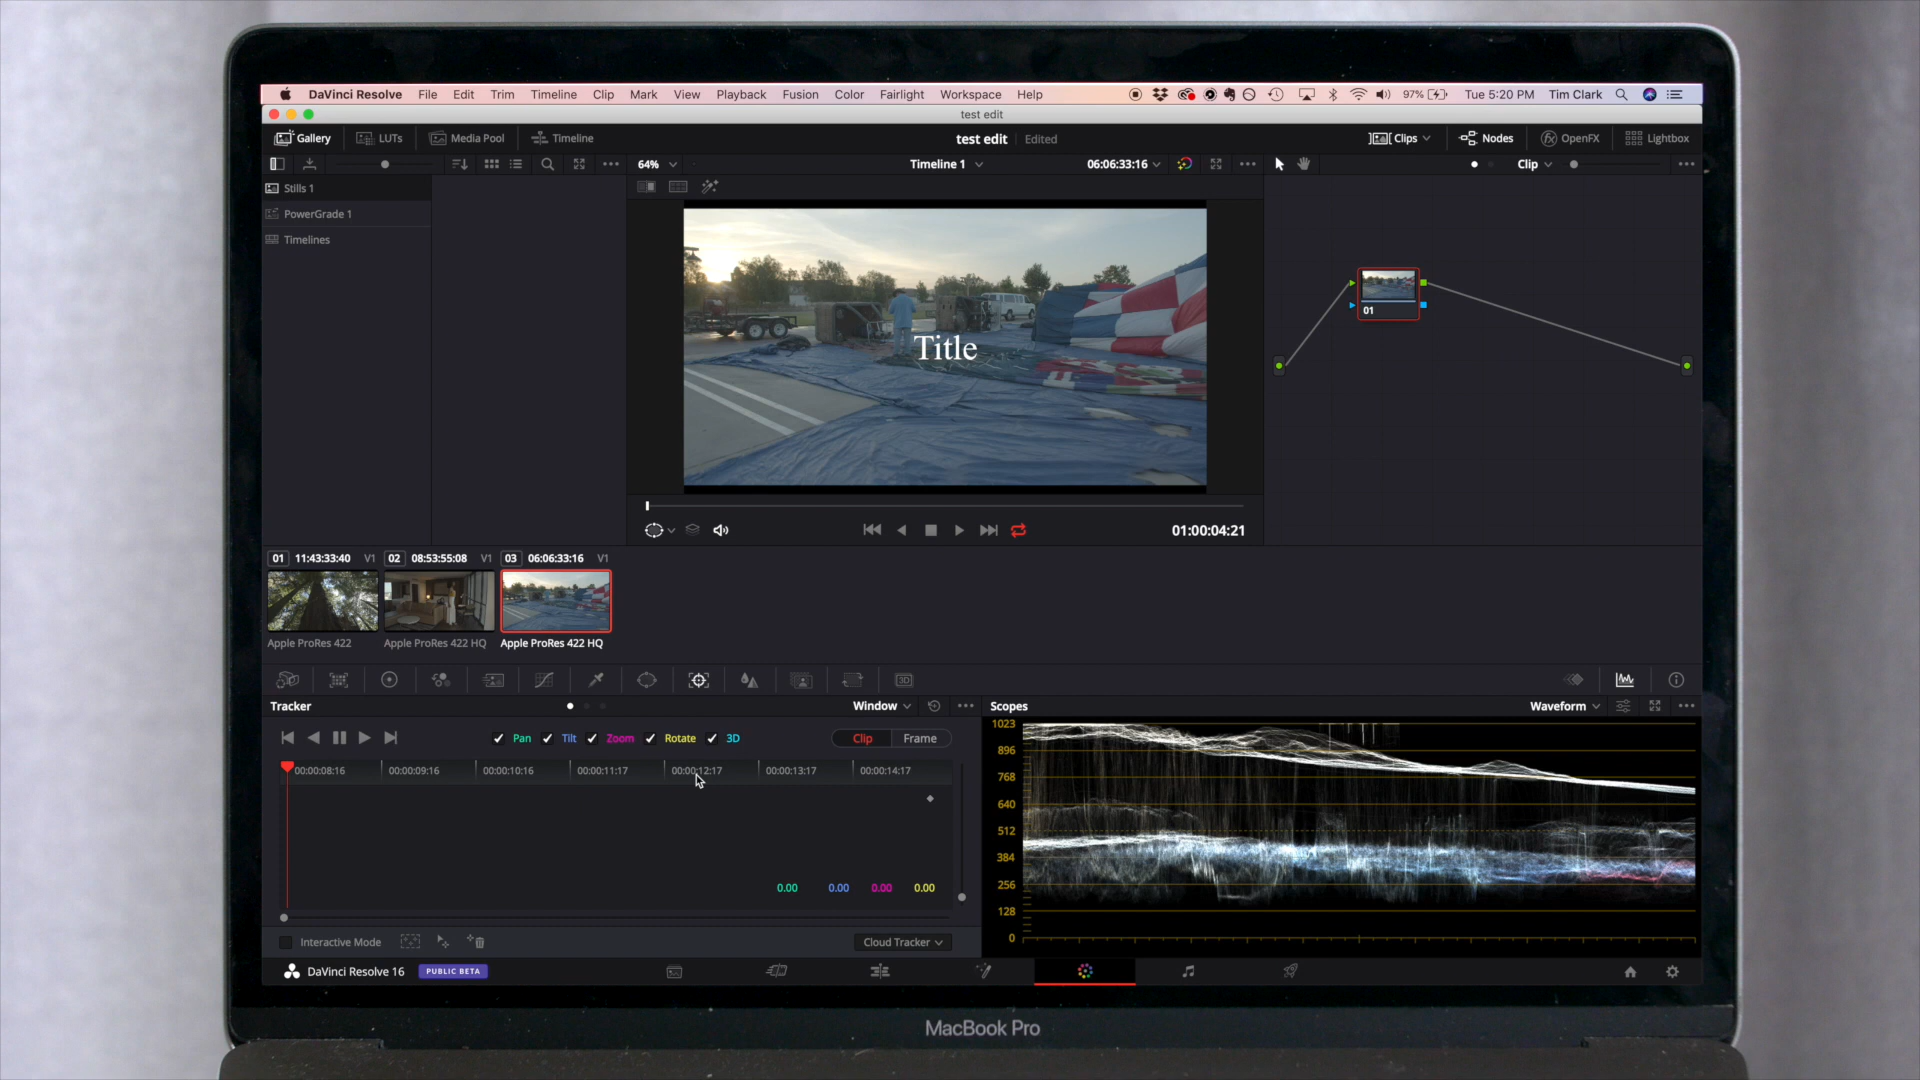 DaVinci Resolve File Edit Trim Timeline Clip Mark View Playback Fusion Color Fairlight Workspace Help 97% Tue 5:20 PM Tim Clark
test edit
Gallery LUTs Media Pool Timeline test edit Edited Clips Nodes OpenFX Lightbox
64% Timeline 1 06:06:33:16 Clip
Stills 1
PowerGrade 1
Timelines
Title
01
01:00:04:21
01 11:43:33:40 V1 02 08:53:55:08 V1 03 06:06:33:16 V1
Apple ProRes 422 Apple ProRes 422 HQ Apple ProRes 422 HQ
3D
Tracker Window Scopes Waveform
Pan Tilt Zoom Rotate 3D Clip Frame
00:00:08:16 00:00:09:16 00:00:10:16 00:00:11:17 00:00:12:17 00:00:13:17 00:00:14:17
1023
896
768
640
512
384
256
128
0
0.00 0.00 0.00 0.00
Interactive Mode Cloud Tracker
DaVinci Resolve 16 PUBLIC BETA
MacBook Pro